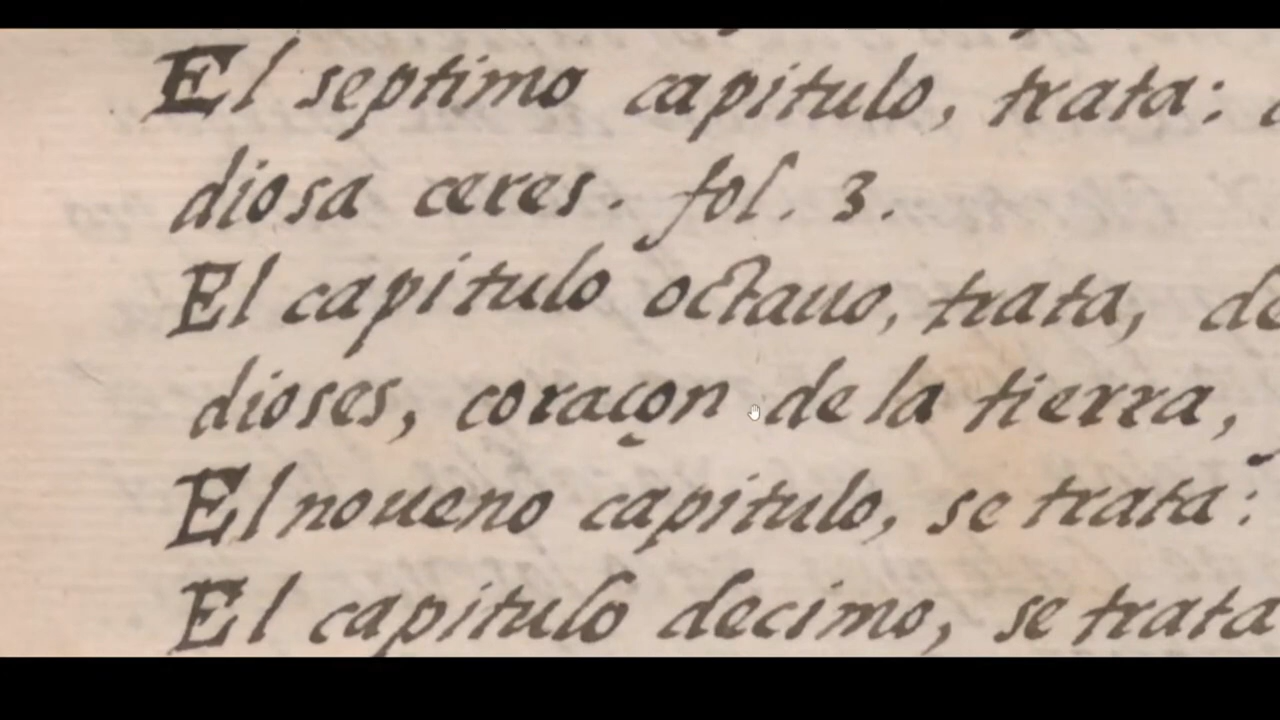 El septimo capitulo, trata:
diosa ceres. fol. 3.
El capitulo octauo, trata, de
dioses, coraçon de la tierra,
El noueno capitulo, se trata:
El capitulo decimo, se trata